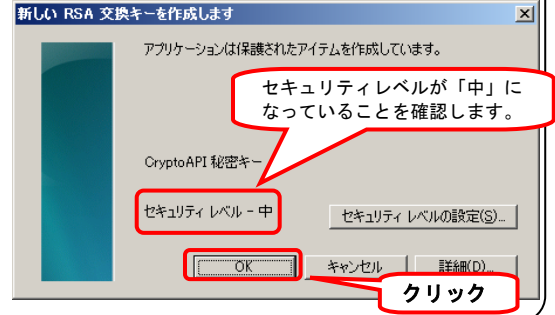 新しい RSA 交換キーを作成します
アプリケーションは保護されたアイテムを作成しています。
セキュリティレベルが「中」に
なっていることを確認します。
CryptoAPI 秘密キー
セキュリティ レベル - 中
セキュリティ レベルの設定(S)...
OK
キャンセル
詳細(D)...
クリック